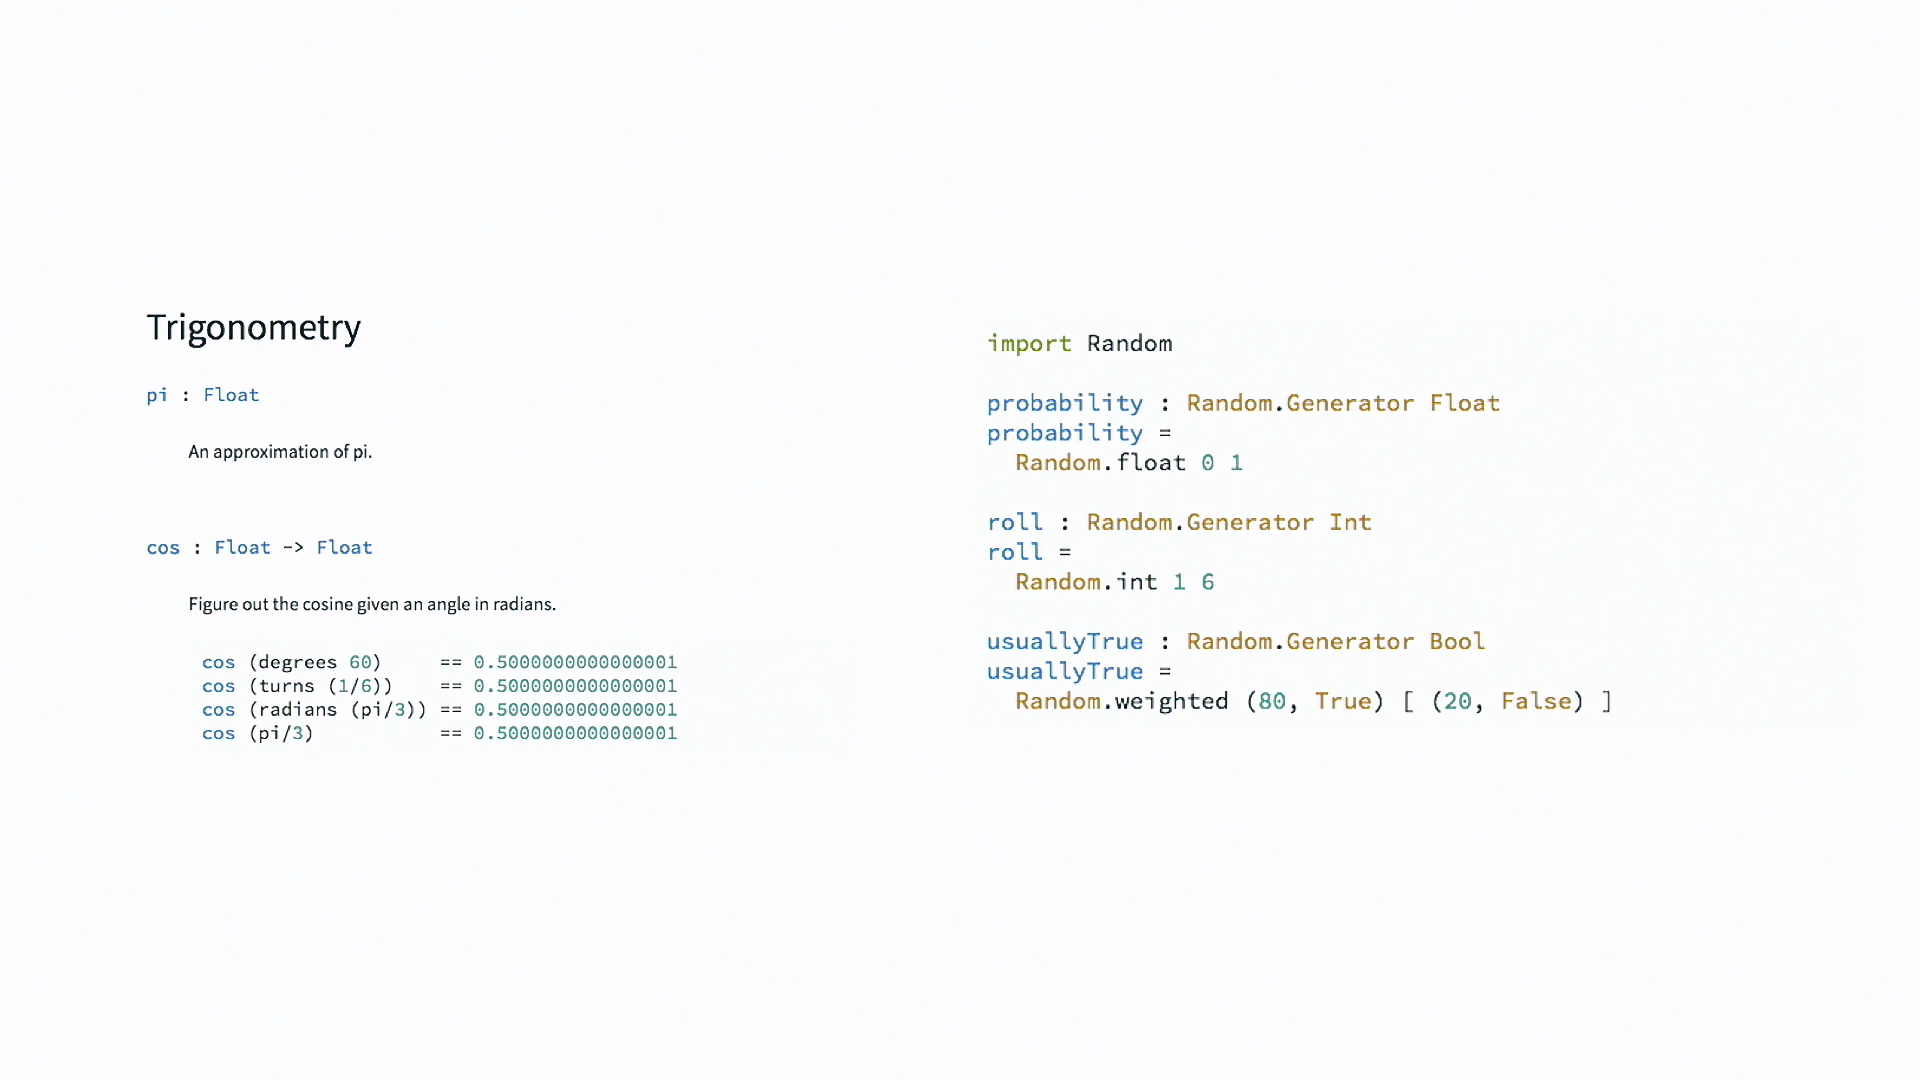 Trigonometry
pi : Float
An approximation of pi.
cos : Float -> Float
Figure out the cosine given an angle in radians.
cos (degrees 60)     == 0.5000000000000001
cos (turns (1/6))    == 0.5000000000000001
cos (radians (pi/3)) == 0.5000000000000001
cos (pi/3)           == 0.5000000000000001
import Random
probability : Random.Generator Float
probability =
  Random.float 0 1
roll : Random.Generator Int
roll =
  Random.int 1 6
usuallyTrue : Random.Generator Bool
usuallyTrue =
  Random.weighted (80, True) [ (20, False) ]